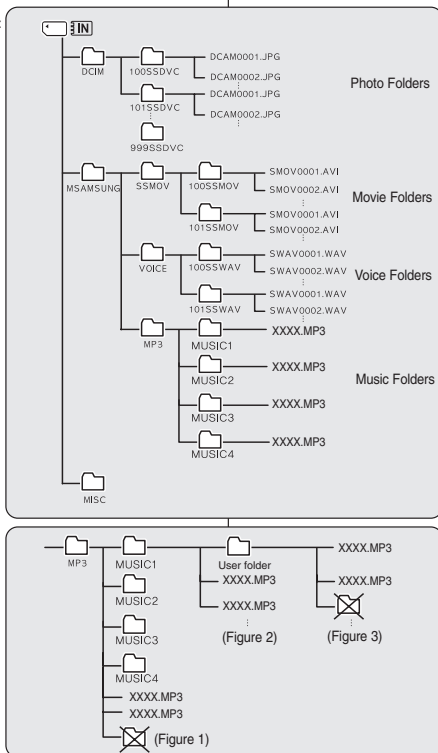 IN
DCIM
100SSDVC
DCAM0001.JPG
DCAM0002.JPG
101SSDVC
DCAM0001.JPG
DCAM0002.JPG
999SSDVC
Photo Folders
MSAMSUNG
SSMOV
100SSMOV
SMOV0001.AVI
SMOV0002.AVI
101SSMOV
SMOV0001.AVI
SMOV0002.AVI
Movie Folders
VOICE
100SSWAV
SWAV0001.WAV
SWAV0002.WAV
101SSWAV
SWAV0001.WAV
SWAV0002.WAV
Voice Folders
MP3
MUSIC1
XXXX.MP3
MUSIC2
XXXX.MP3
MUSIC3
XXXX.MP3
MUSIC4
XXXX.MP3
Music Folders
MISC
MP3
MUSIC1
User folder
XXXX.MP3
MUSIC2
XXXX.MP3
XXXX.MP3
XXXX.MP3
MUSIC3
(Figure 2)
(Figure 3)
MUSIC4
XXXX.MP3
XXXX.MP3
(Figure 1)